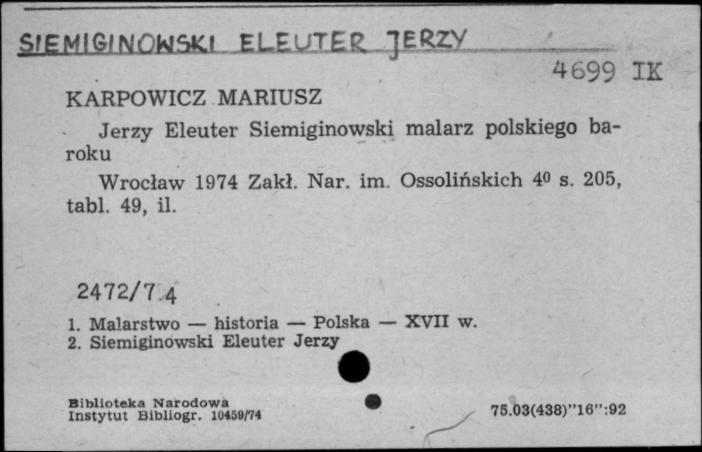 SIEMIGINOWSKI ELEUTER JERZY
4699 IK
KARPOWICZ MARIUSZ
Jerzy Eleuter Siemiginowski malarz polskiego ba-
roku
Wrocław 1974 Zakł. Nar. im. Ossolińskich 4⁰ s. 205,
tabl. 49, il.
2472/74
1. Malarstwo — historia — Polska — XVII w.
2. Siemiginowski Eleuter Jerzy
Biblioteka Narodowa
Instytut Bibliogr. 10459/74
75.03(438)"16":92